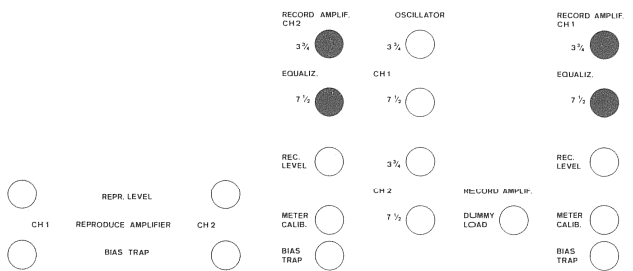 RECORD AMPLIF. OSCILLATOR RECORD AMPLIF.
CH 2 CH 1
3 ¾ 3 ¾ 3 ¾
EQUALIZ. CH 1 EQUALIZ.
7 ½ 7 ½ 7 ½
REC. LEVEL 3 ¾ REC. LEVEL
REPR. LEVEL CH 2 RECORD AMPLIF.
CH 1 REPRODUCE AMPLIFIER CH 2 METER CALIB. 7 ½ DUMMY LOAD METER CALIB.
BIAS TRAP BIAS TRAP BIAS TRAP